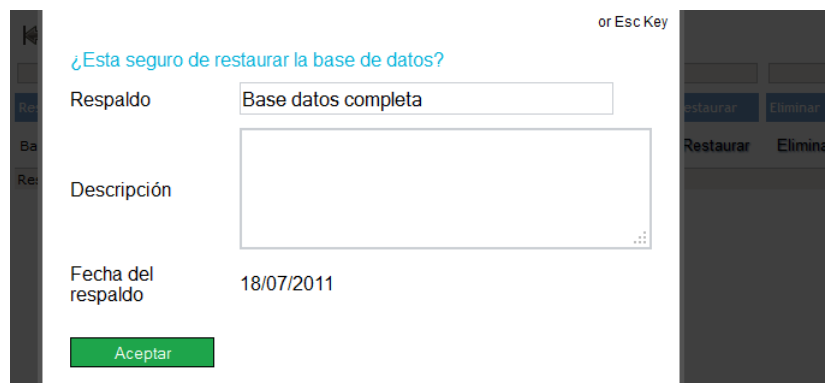 or Esc Key
¿Esta seguro de restaurar la base de datos?
Respaldo
Base datos completa
Restaurar
Eliminar
Restaurar
Descripción
Fecha del
respaldo
18/07/2011
Aceptar